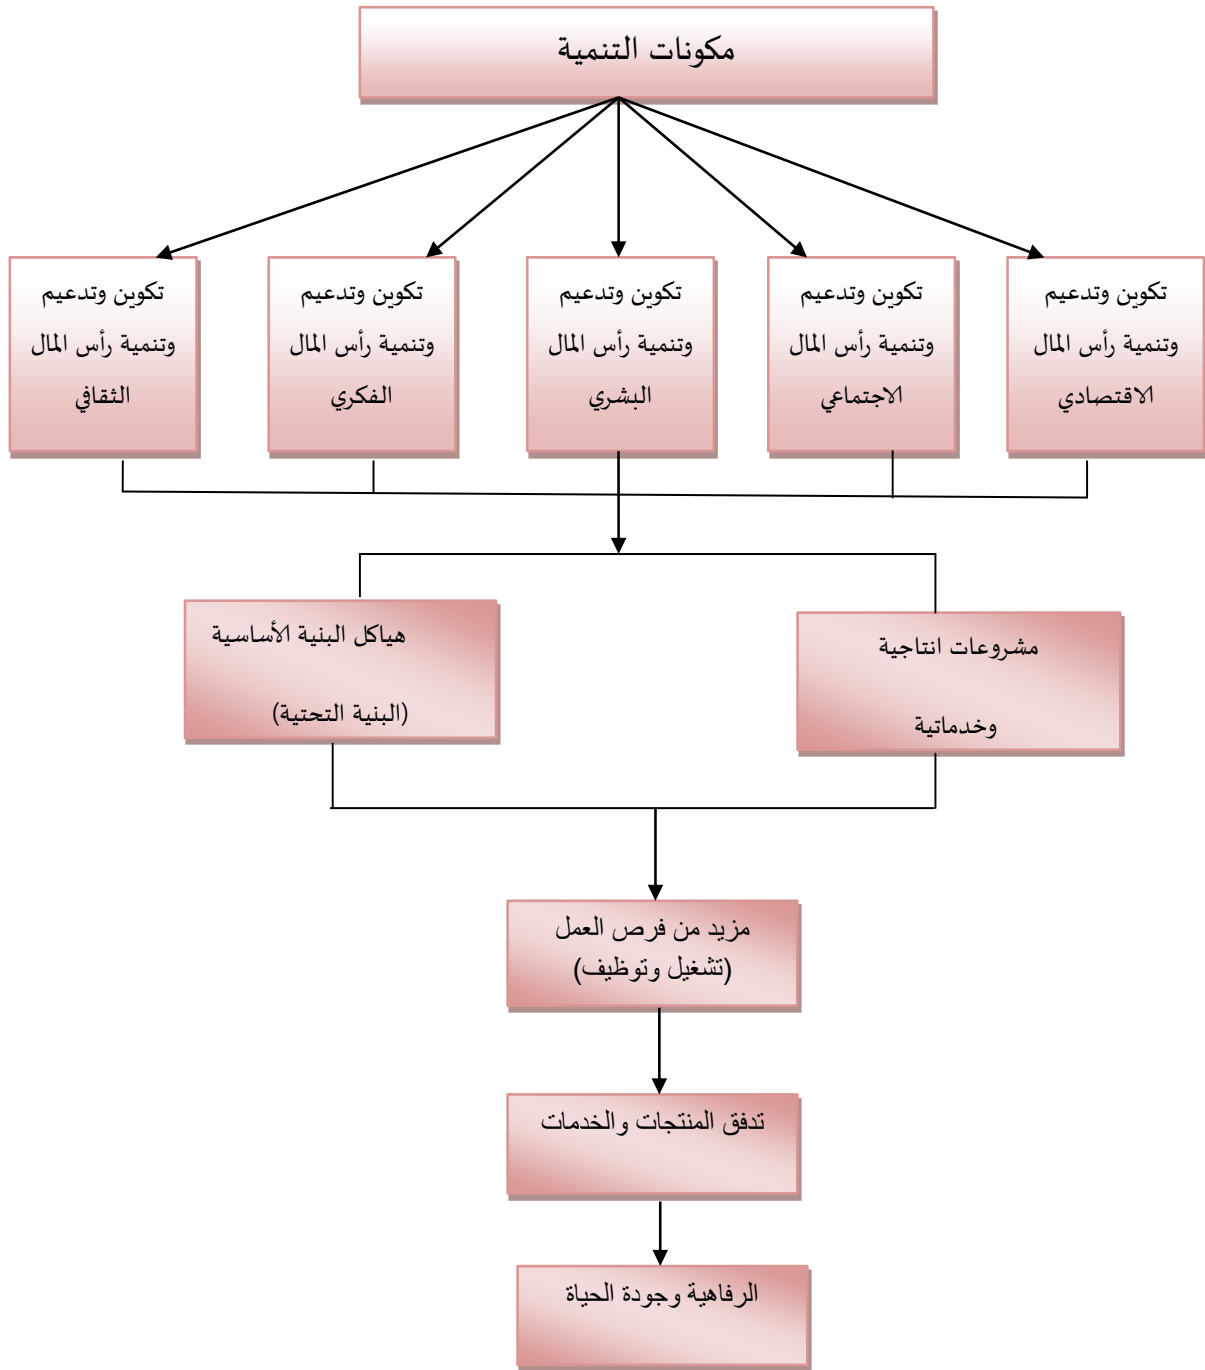 مكونات التنمية
تكوين وتدعيم
وتنمية رأس المال
الاقتصادي
تكوين وتدعيم
وتنمية رأس المال
الاجتماعي
تكوين وتدعيم
وتنمية رأس المال
البشري
تكوين وتدعيم
وتنمية رأس المال
الفكري
تكوين وتدعيم
وتنمية رأس المال
الثقافي
مشروعات انتاجية
وخدماتية
هياكل البنية الأساسية
(البنية التحتية)
مزيد من فرص العمل
(تشغيل وتوظيف)
تدفق المنتجات والخدمات
الرفاهية وجودة الحياة